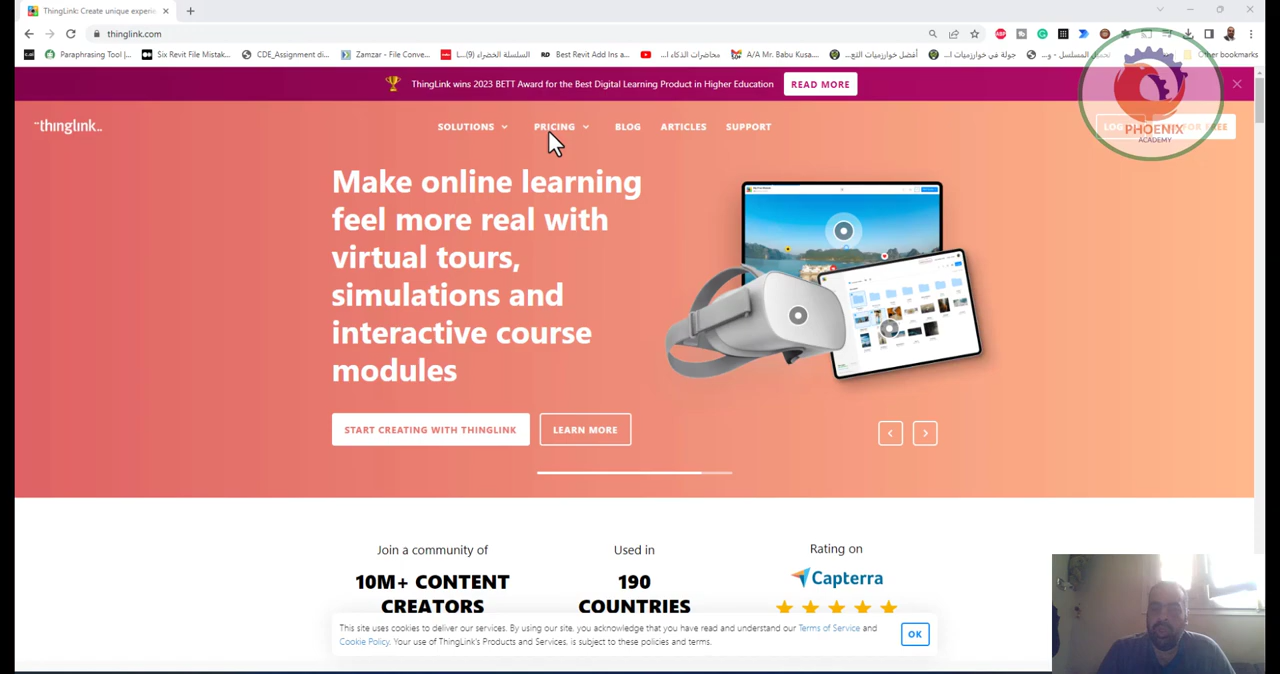 ThingLink: Create unique experie
thinglink.com
Paraphrasing Tool |
Six Revit File Mistak...
CDE_Assignment di...
Zamzar - File Conve...
السلسلة الخضراء (9)...
Best Revit Add Ins a...
محاضرات الذكاء ا...
A/A Mr. Babu Kusa...
أفضل خوارزميات الج...
جولة في خوارزميات ا...
تحميل المسلسل - و...
Other bookmarks
ThingLink wins 2023 BETT Award for the Best Digital Learning Product in Higher Education
READ MORE
thinglink..
SOLUTIONS
PRICING
BLOG
ARTICLES
SUPPORT
PHOENIX
ACADEMY
Make online learning
feel more real with
virtual tours,
simulations and
interactive course
modules
START CREATING WITH THINGLINK
LEARN MORE
Join a community of
10M+ CONTENT
CREATORS
Used in
190
COUNTRIES
Rating on
Capterra
This site uses cookies to deliver our services. By using our site, you acknowledge that you have read and understand our Terms of Service and
Cookie Policy. Your use of ThingLink's Products and Services, is subject to these policies and terms.
OK